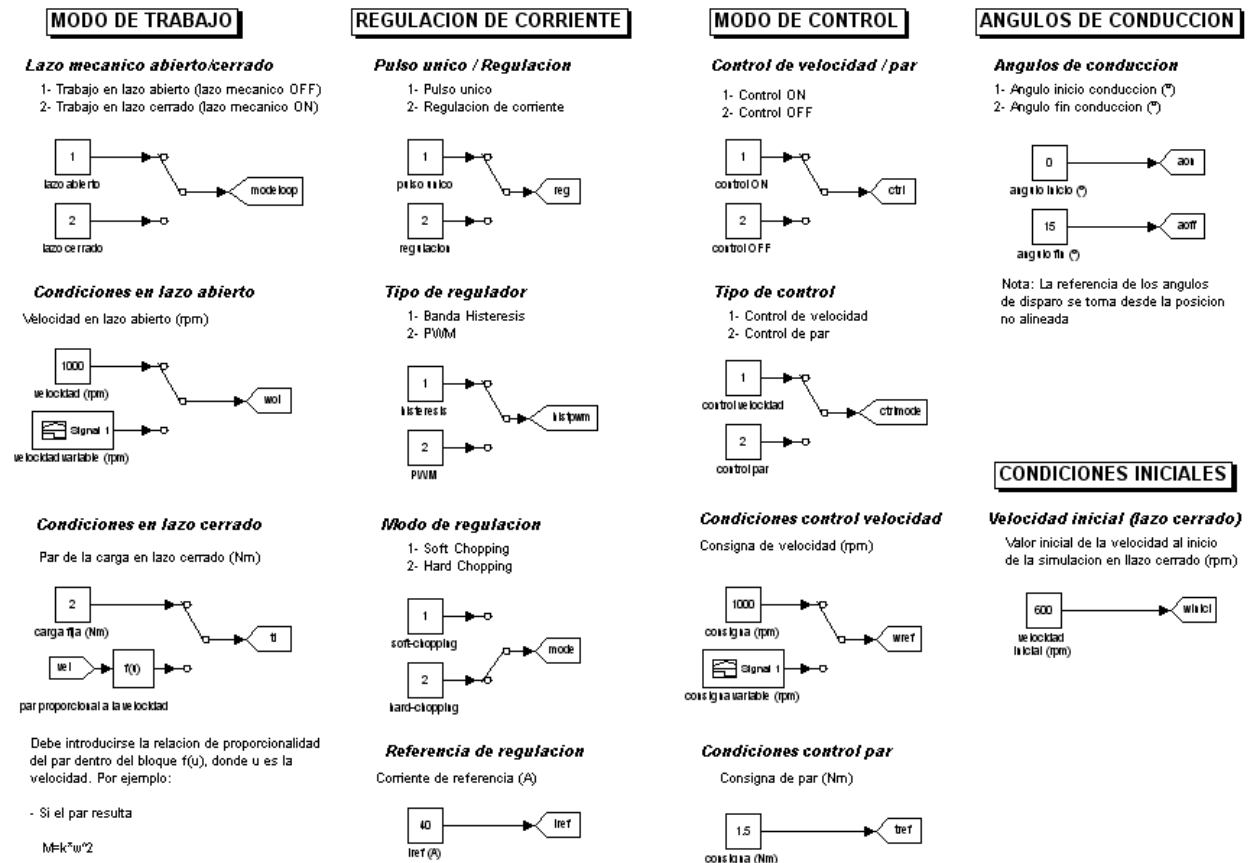 MODO DE TRABAJO
Lazo mecanico abierto/cerrado
1- Trabajo en lazo abierto (lazo mecanico OFF)
2- Trabajo en lazo cerrado (lazo mecanico ON)
1
lazo abierto
modeloop
2
lazo cerrado
Condiciones en lazo abierto
Velocidad en lazo abierto (rpm)
1000
velocidad (rpm)
wol
Signal 1
velocidad variable (rpm)
Condiciones en lazo cerrado
Par de la carga en lazo cerrado (Nm)
2
carga fija (Nm)
tl
vel
f(u)
par proporcional a la velocidad
Debe introducirse la relacion de proporcionalidad
del par dentro del bloque f(u), donde u es la
velocidad. Por ejemplo:
- Si el par resulta
M=k*w^2
REGULACION DE CORRIENTE
Pulso unico / Regulacion
1- Pulso unico
2- Regulacion de corriente
1
pulso unico
reg
2
regulacion
Tipo de regulador
1- Banda Histeresis
2- PWM
1
histeresis
histpwm
2
PWM
Modo de regulacion
1- Soft Chopping
2- Hard Chopping
1
soft-chopping
mode
2
hard-chopping
Referencia de regulacion
Corriente de referencia (A)
40
Iref (A)
Iref
MODO DE CONTROL
Control de velocidad / par
1- Control ON
2- Control OFF
1
control ON
ctrl
2
control OFF
Tipo de control
1- Control de velocidad
2- Control de par
1
control velocidad
ctrlmode
2
control par
Condiciones control velocidad
Consigna de velocidad (rpm)
1000
consigna (rpm)
wref
Signal 1
consigna variable (rpm)
Condiciones control par
Consigna de par (Nm)
1.5
consigna (Nm)
tref
ANGULOS DE CONDUCCION
Angulos de conduccion
1- Angulo inicio conduccion (º)
2- Angulo fin conduccion (º)
0
angulo inicio (º)
aon
15
angulo fin (º)
aoff
Nota: La referencia de los angulos
de disparo se toma desde la posicion
no alineada
CONDICIONES INICIALES
Velocidad inicial (lazo cerrado)
Valor inicial de la velocidad al inicio
de la simulacion en llazo cerrado (rpm)
600
velocidad
inicial (rpm)
winici